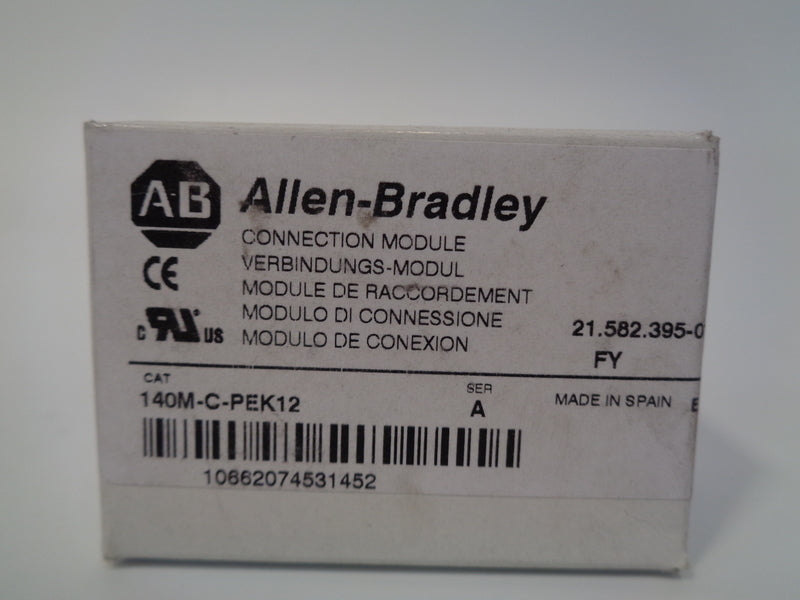 AB Allen-Bradley
CONNECTION MODULE
VERBINDUNGS-MODUL
MODULE DE RACCORDEMENT
MODULO DI CONNESSIONE
MODULO DE CONEXION
CE
C UR US
21.582.395-0
FY
CAT
140M-C-PEK12
SER
A
MADE IN SPAIN
10662074531452